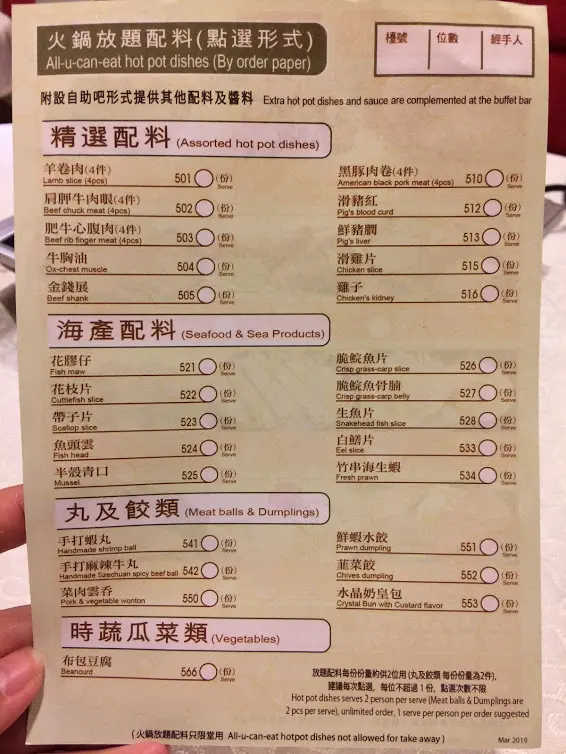 火鍋放題配料(點選形式)
All-u-can-eat hot pot dishes (By order paper)
檯號 位數 經手人
附設自助吧形式提供其他配料及醬料 Extra hot pot dishes and sauce are complemented at the buffet bar
精選配料 (Assorted hot pot dishes)
羊卷肉(4件) 501 (份)
Lamb slice (4pcs) Serve
肩胛牛肉眼(4件) 502 (份)
Beef chuck meat (4pcs) Serve
肥牛心腹肉(4件) 503 (份)
Beef rib finger meat (4pcs) Serve
牛胸油 504 (份)
Ox-chest muscle Serve
金錢展 505 (份)
Beef shank Serve
黑豚肉卷(4件) 510 (份)
American black pork meat (4pcs) Serve
滑豬紅 512 (份)
Pig's blood curd Serve
鮮豬膶 513 (份)
Pig's liver Serve
滑雞片 515 (份)
Chicken slice Serve
雞子 516 (份)
Chicken's kidney Serve
海產配料 (Seafood & Sea Products)
花膠仔 521 (份)
Fish maw Serve
花枝片 522 (份)
Cuttlefish slice Serve
帶子片 523 (份)
Scallop slice Serve
魚頭雲 524 (份)
Fish head Serve
半殼青口 525 (份)
Mussel Serve
脆鯇魚片 526 (份)
Crisp grass-carp slice Serve
脆鯇魚骨腩 527 (份)
Crisp grass-carp belly Serve
生魚片 528 (份)
Snakehead fish slice Serve
白鱔片 533 (份)
Eel slice Serve
竹串海生蝦 534 (份)
Fresh prawn Serve
丸及餃類 (Meat balls & Dumplings)
手打蝦丸 541 (份)
Handmade shrimp ball Serve
手打麻辣牛丸 542 (份)
Handmade Szechuan spicy beef ball Serve
菜肉雲吞 550 (份)
Pork & vegetable wonton Serve
鮮蝦水餃 551 (份)
Prawn dumpling Serve
韮菜餃 552 (份)
Chives dumpling Serve
水晶奶皇包 553 (份)
Crystal Bun with Custard flavor Serve
時蔬瓜菜類 (Vegetables)
布包豆腐 566 (份)
Beanourd Serve
放題配料每份份量約供2位用 (丸及餃類 每份份量為2件),
建議每次點選，每位不超過 1 份，點選次數不限
Hot pot dishes serves 2 person per serve (Meat balls & Dumplings are
2 pcs per serve), unlimited order, 1 serve per person per order suggested
(火鍋放題配料只限堂用 All-u-can-eat hotpot dishes not allowed for take away)
Mar 2019